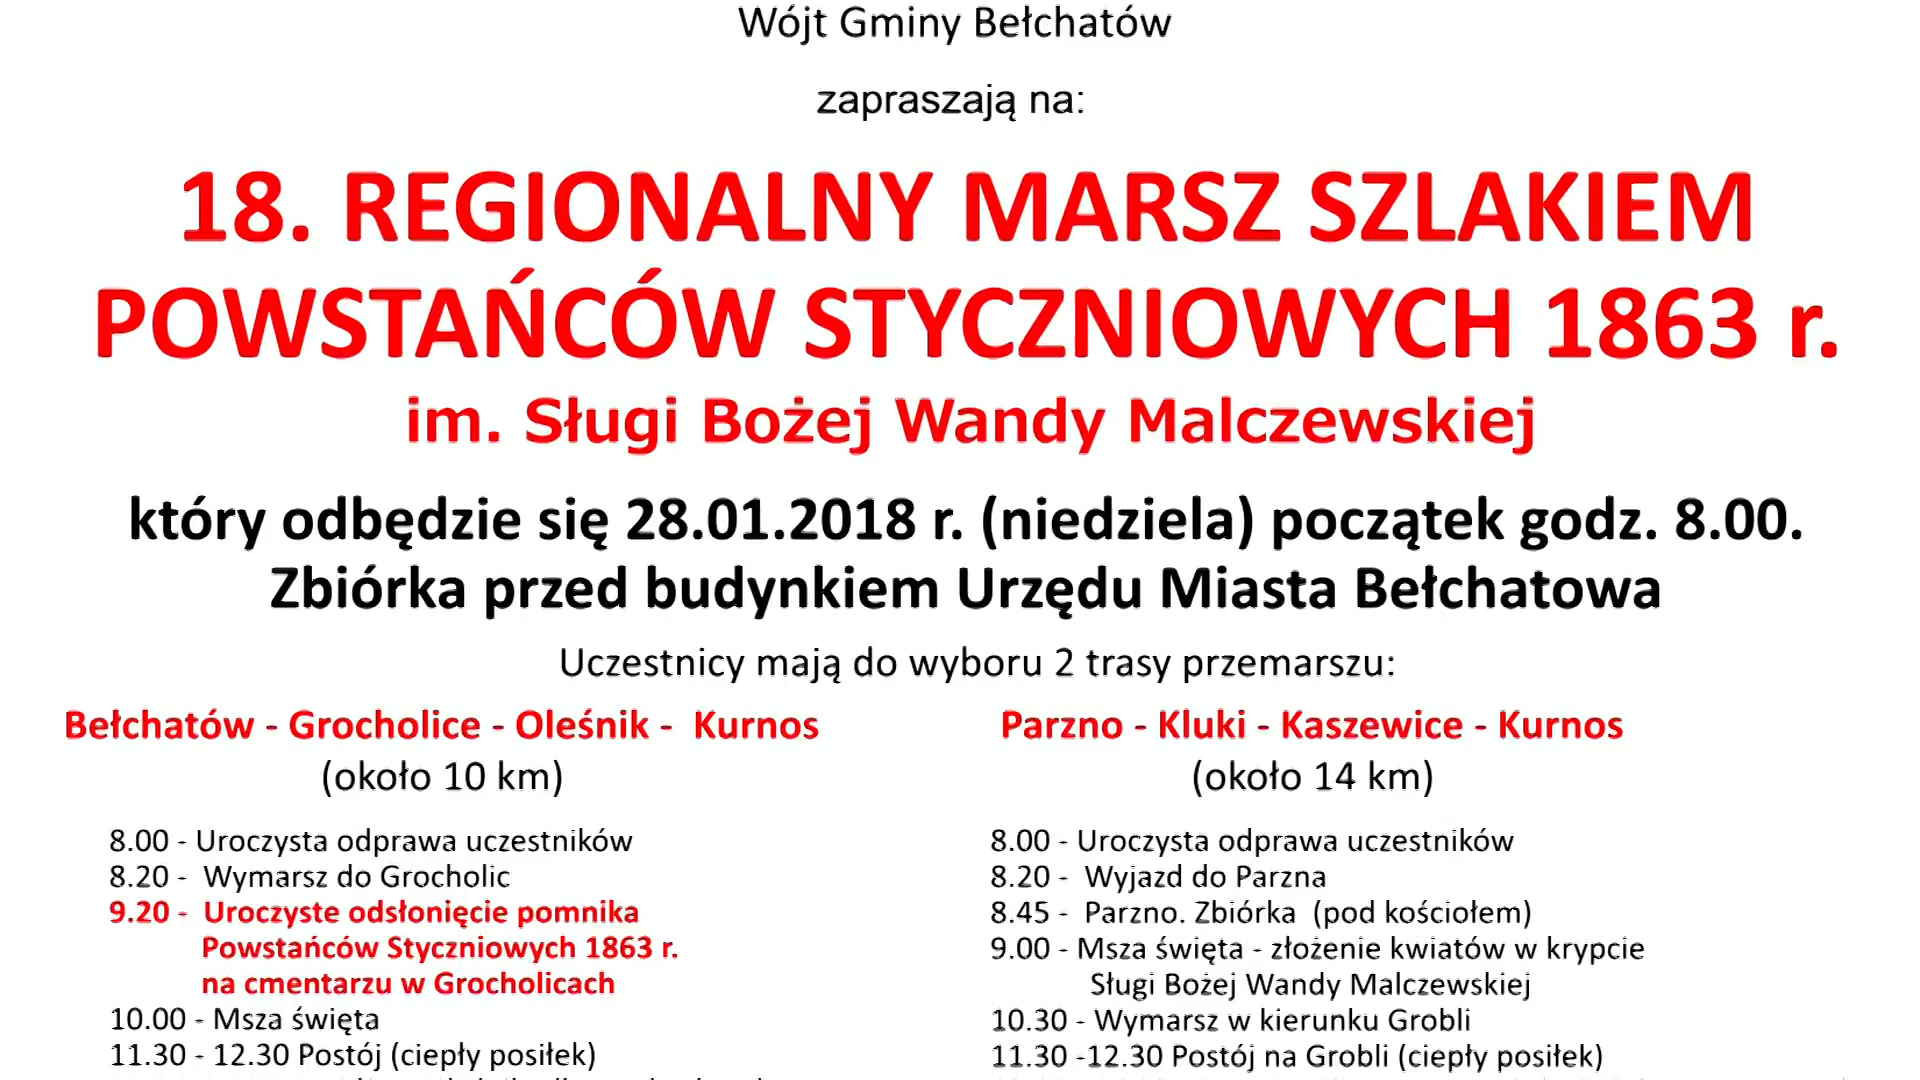 Wójt Gminy Bełchatów
zapraszają na:
18. REGIONALNY MARSZ SZLAKIEM
POWSTAŃCÓW STYCZNIOWYCH 1863 r.
im. Sługi Bożej Wandy Malczewskiej
który odbędzie się 28.01.2018 r. (niedziela) początek godz. 8.00.
Zbiórka przed budynkiem Urzędu Miasta Bełchatowa
Uczestnicy mają do wyboru 2 trasy przemarszu:
Bełchatów - Grocholice - Oleśnik - Kurnos
(około 10 km)
8.00 - Uroczysta odprawa uczestników
8.20 - Wymarsz do Grocholic
9.20 - Uroczyste odsłonięcie pomnika
Powstańców Styczniowych 1863 r.
na cmentarzu w Grocholicach
10.00 - Msza święta
11.30 - 12.30 Postój (ciepły posiłek)
Parzno - Kluki - Kaszewice - Kurnos
(około 14 km)
8.00 - Uroczysta odprawa uczestników
8.20 - Wyjazd do Parzna
8.45 - Parzno. Zbiórka (pod kościołem)
9.00 - Msza święta - złożenie kwiatów w krypcie
Sługi Bożej Wandy Malczewskiej
10.30 - Wymarsz w kierunku Grobli
11.30 -12.30 Postój na Grobli (ciepły posiłek)